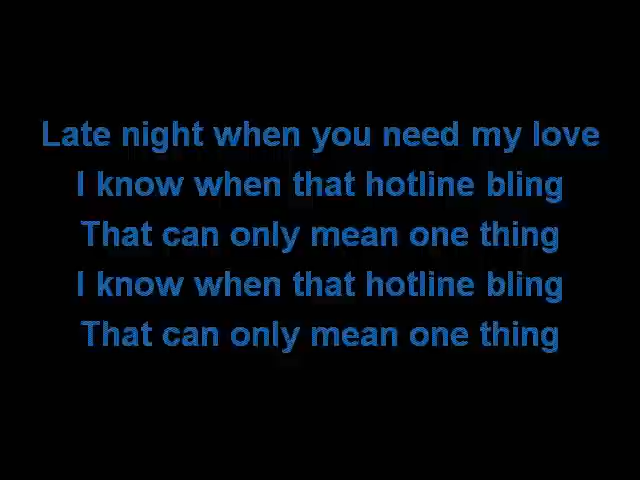 Late night when you need my love
I know when that hotline bling
That can only mean one thing
I know when that hotline bling
That can only mean one thing